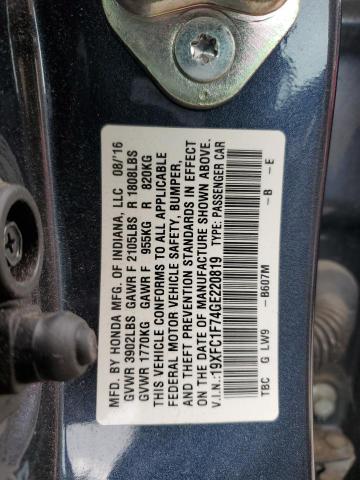 MFD. BY HONDA MFG. OF INDIANA, LLC 08/'16
GVWR 3902LBS GAWR F 2105LBS R 1808LBS
GVWR 1770KG GAWR F 955KG R 820KG
THIS VEHICLE CONFORMS TO ALL APPLICABLE
FEDERAL MOTOR VEHICLE SAFETY, BUMPER,
AND THEFT PREVENTION STANDARDS IN EFFECT
ON THE DATE OF MANUFACTURE SHOWN ABOVE.
V.I.N.:19XFC1F74GE220819 TYPE: PASSENGER CAR
TBC G LW9 -B607M -B -E